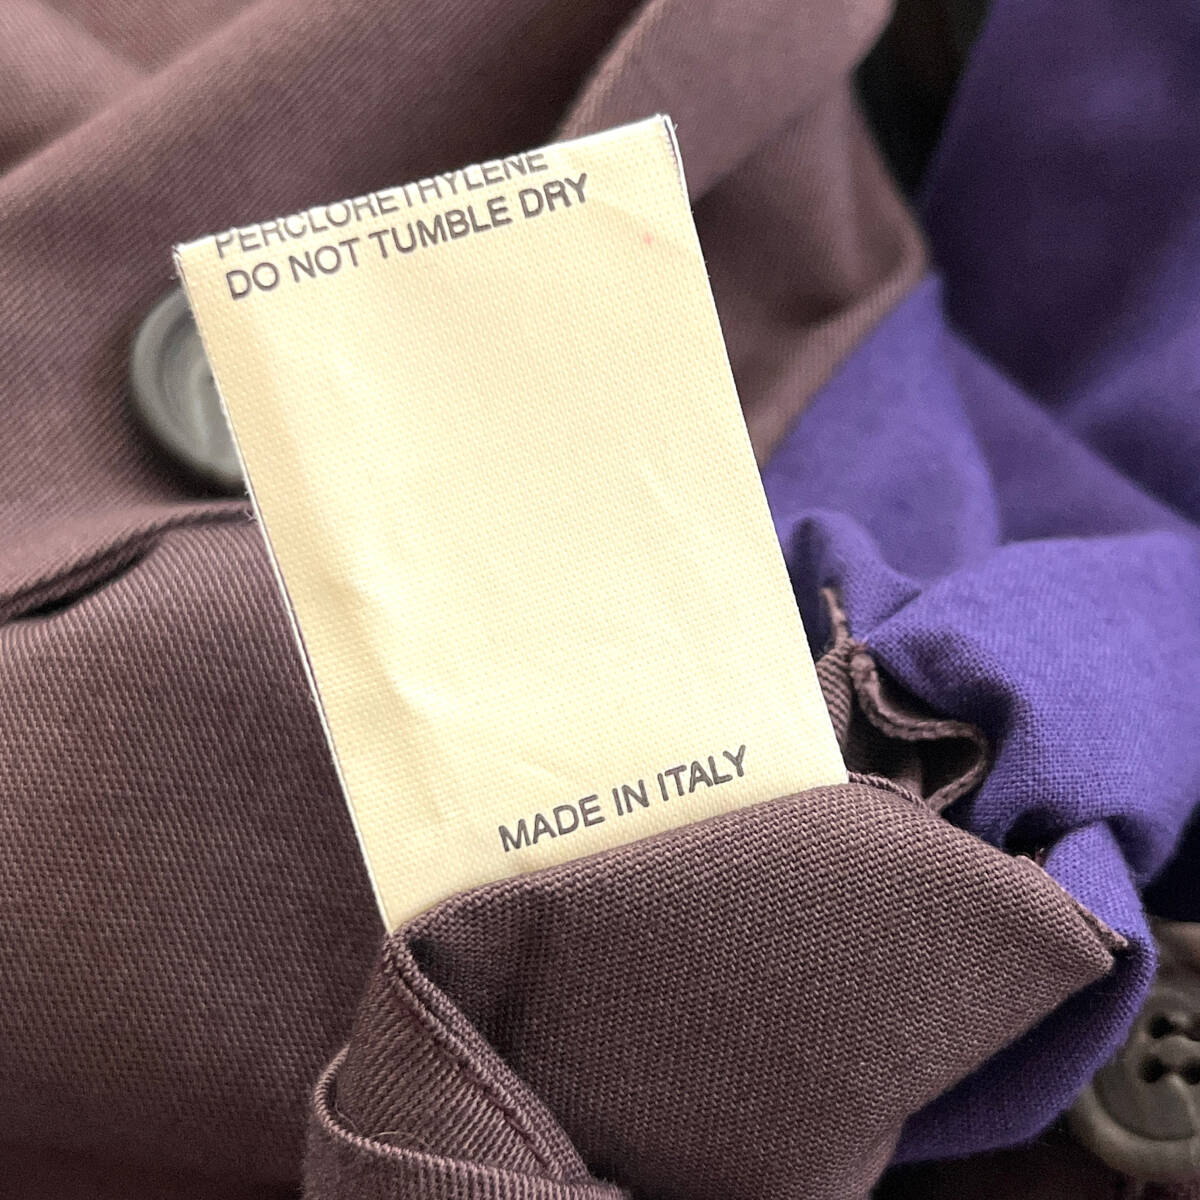 PERCLORETHYLENE
DO NOT TUMBLE DRY
MADE IN ITALY